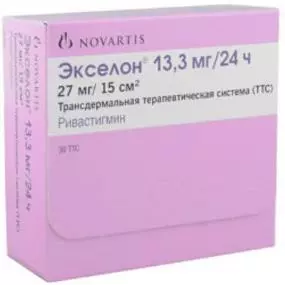 NOVARTIS
Экселон® 13,3 мг/24 ч
27 мг/ 15 см²
Трансдермальная терапевтическая система (ТТС)
Ривастигмин
30 ТТС